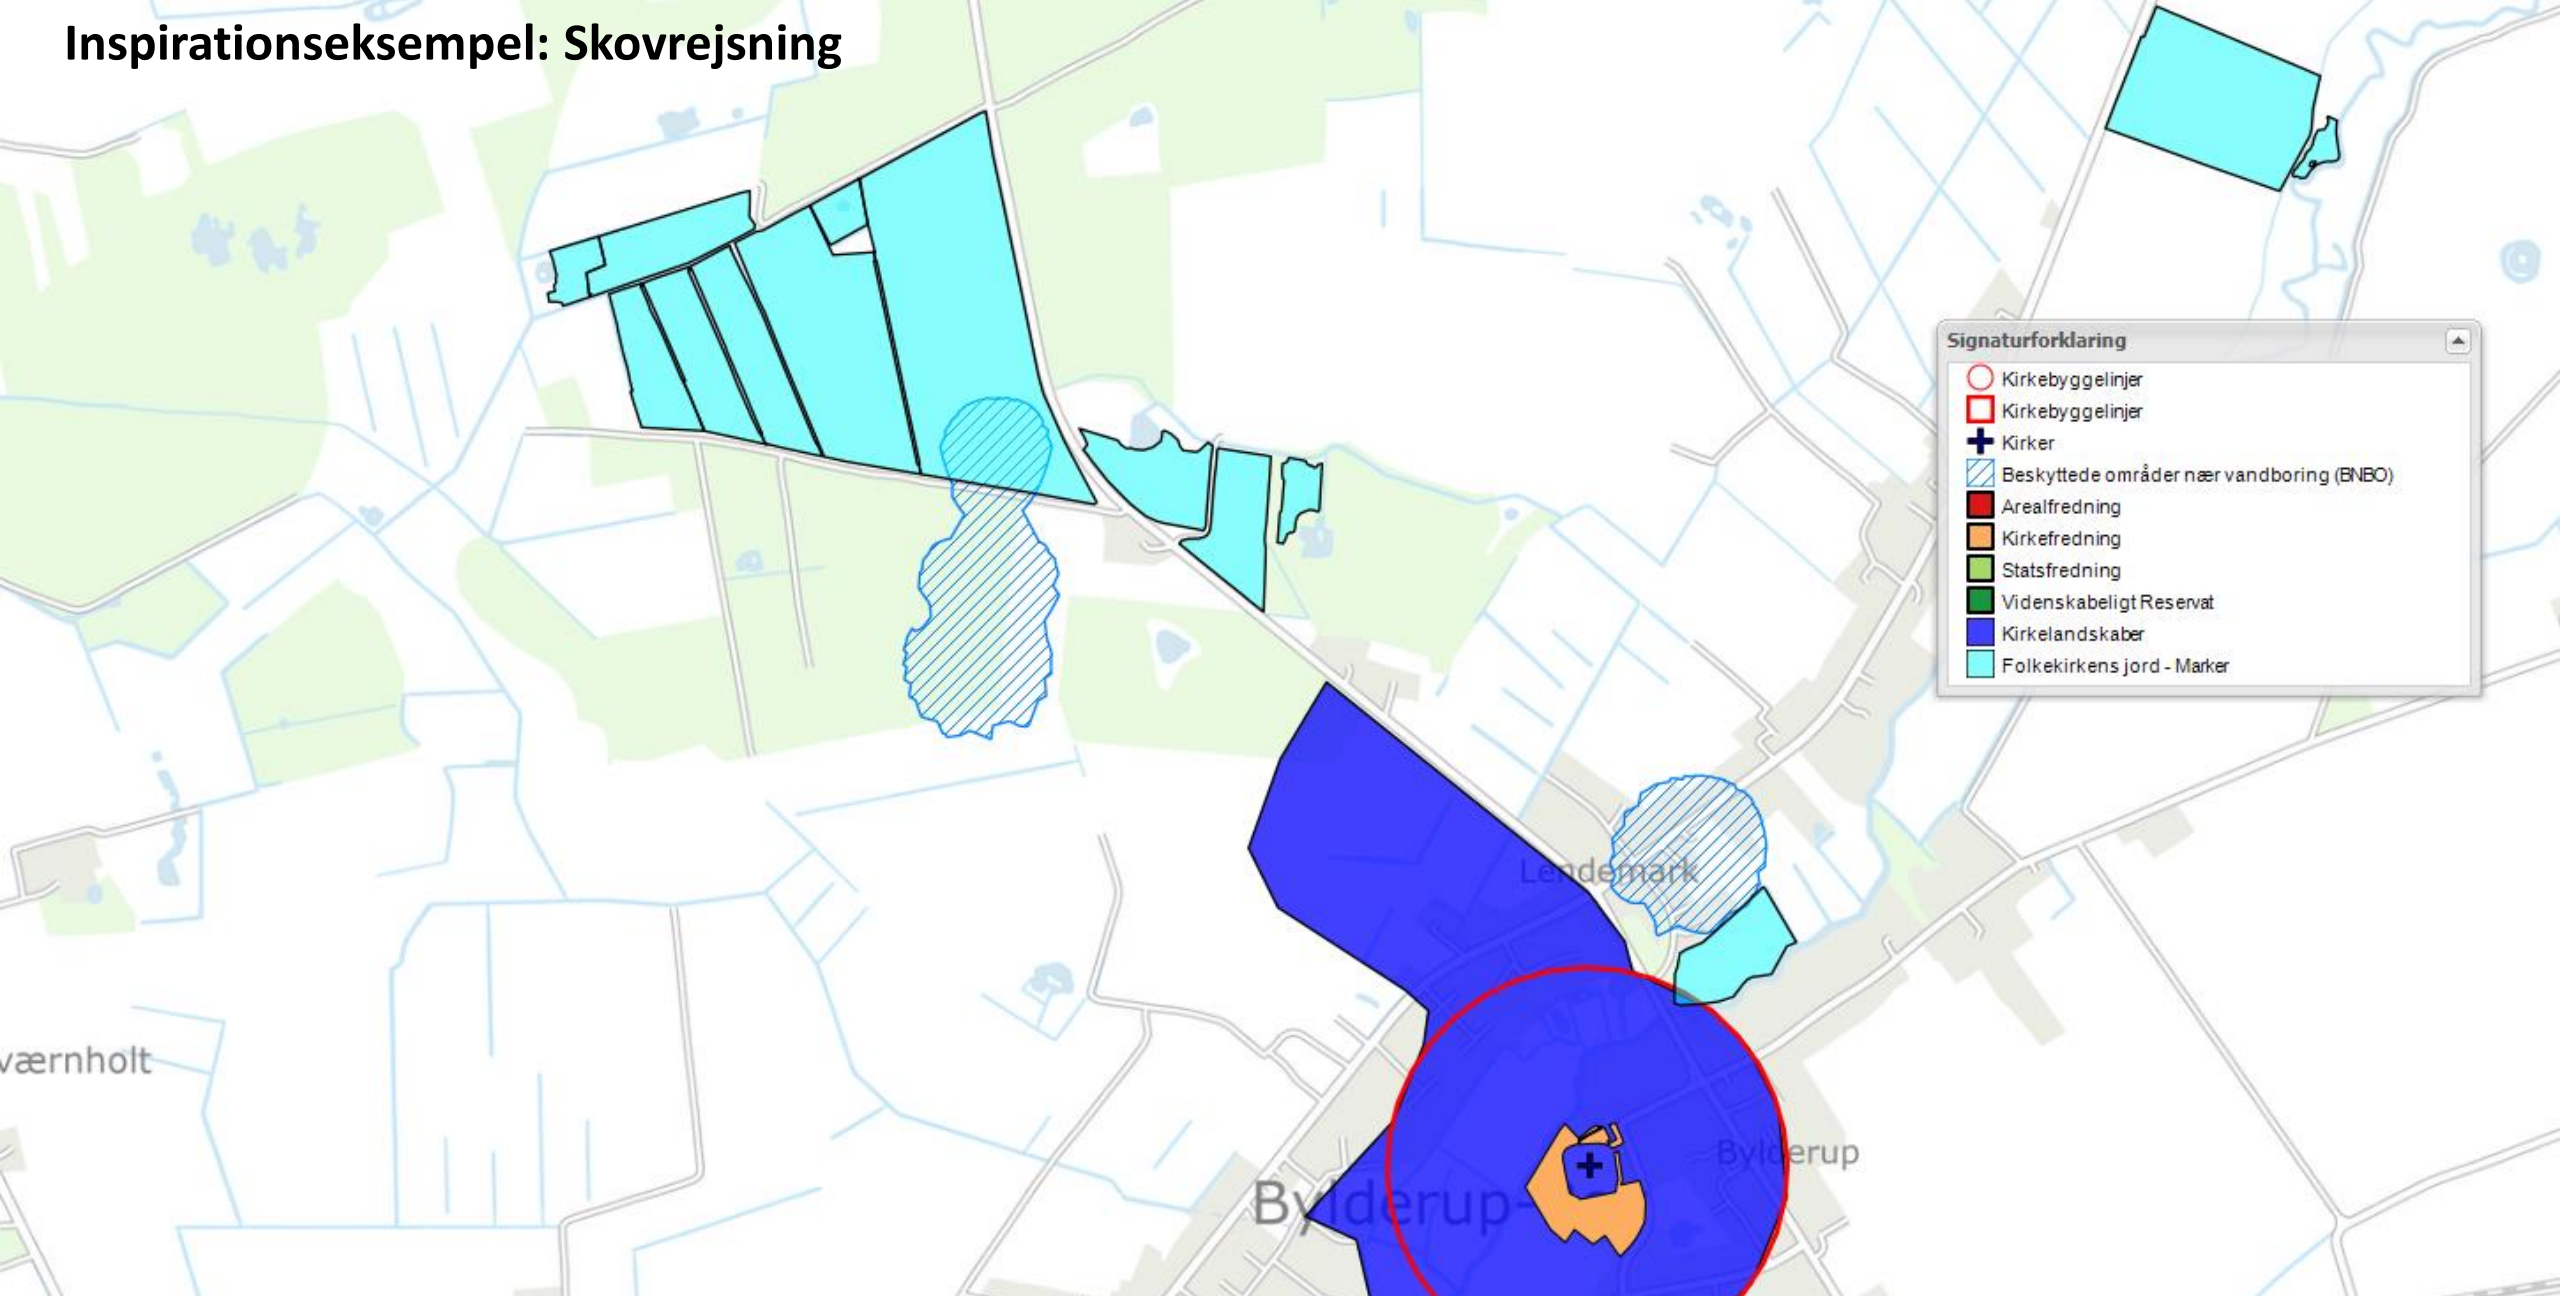 Inspirationseksempel: Skovrejsning
Signaturforklaring
Kirkebyggelinjer
Kirkebyggelinjer
Kirker
Beskyttede områder nær vandboring (BNBO)
Arealfredning
Kirkefredning
Statsfredning
Videnskabeligt Reservat
Kirkelandskaber
Folkekirkens jord - Marker
Lendemark
værnholt
Bylderup
Bylderup-